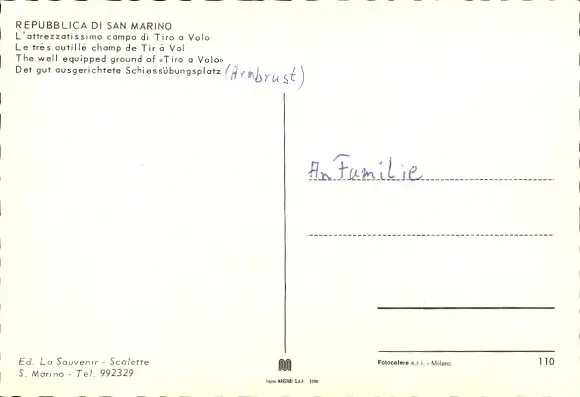 REPUBBLICA DI SAN MARINO
L'attrezzatissimo campo di Tiro a Volo
Le très outillé champ de Tir à Vol
The well equipped ground of «Tiro a Volo»
Det gut ausgerichtete Schiessübungsplatz (Armbrust)
An Familie
Ed. La Souvenir - Scalette
S. Marino - Tel. 992329
Fotocelere s.r.l. - Milano 110
MARZARI S.p.A.